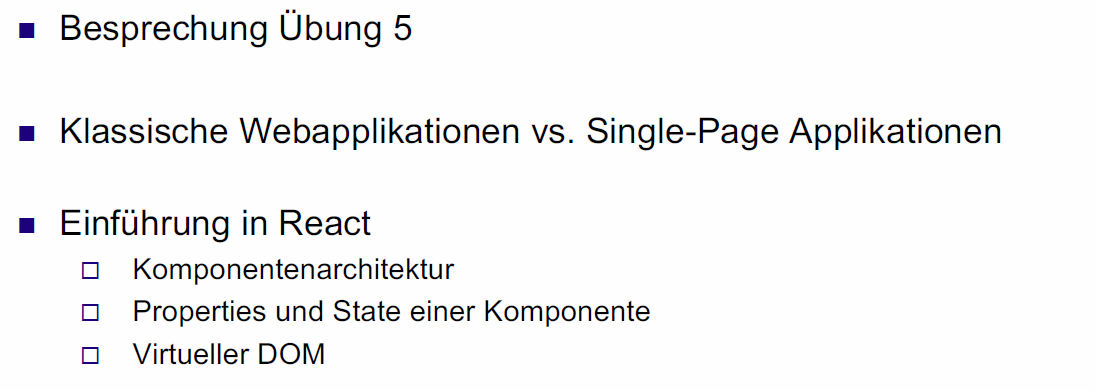 Besprechung Übung 5
Klassische Webapplikationen vs. Single-Page Applikationen
Einführung in React
Komponentenarchitektur
Properties und State einer Komponente
Virtueller DOM